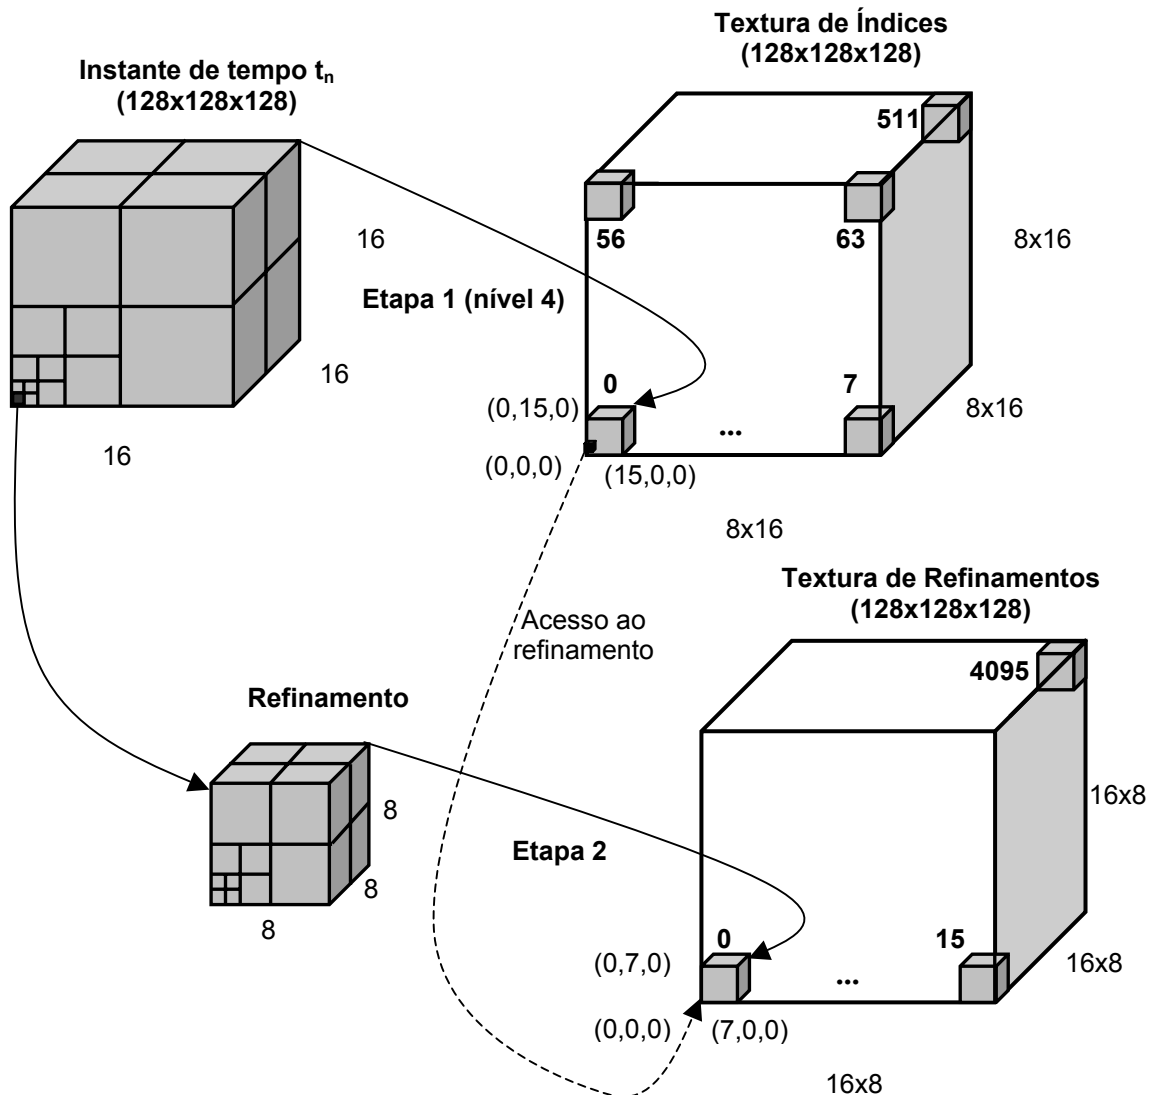 Textura de Índices
(128x128x128)
Instante de tempo tn
(128x128x128)
511
16
56
63
8x16
Etapa 1 (nível 4)
16
0
7
(0,15,0)
...
8x16
16
(0,0,0)
(15,0,0)
8x16
Textura de Refinamentos
(128x128x128)
Acesso ao
refinamento
4095
Refinamento
8
16x8
Etapa 2
8
8
0
15
(0,7,0)
...
16x8
(0,0,0)
(7,0,0)
16x8